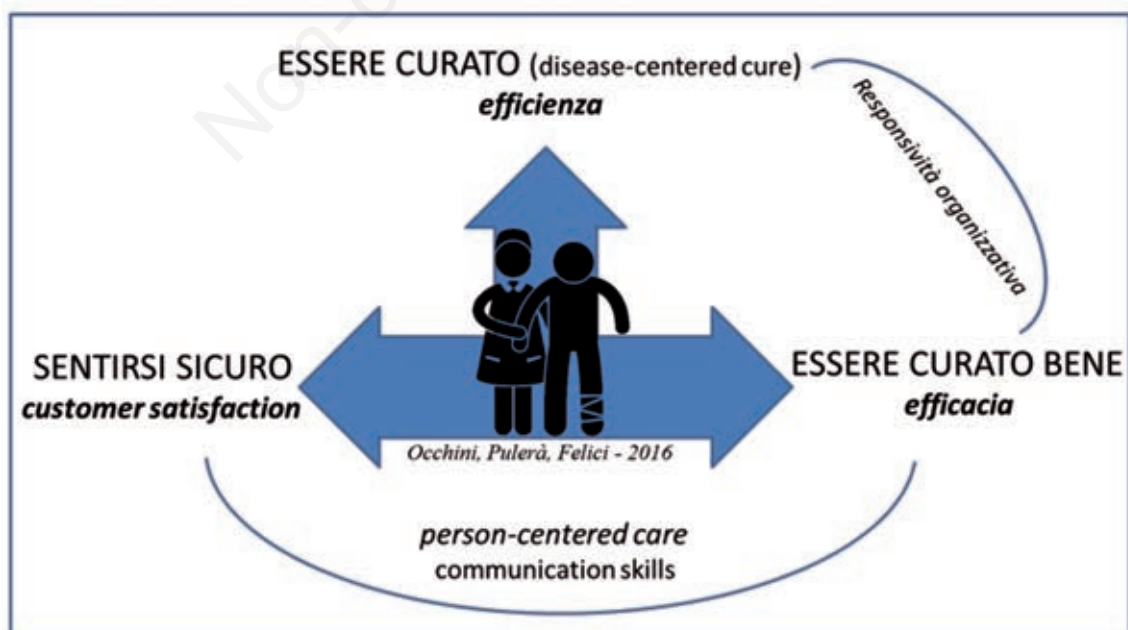 ESSERE CURATO (disease-centered cure)
efficienza
Responsività organizzativa
SENTIRSI SICURO
customer satisfaction
ESSERE CURATO BENE
efficacia
Occhini, Pulerà, Felici - 2016
person-centered care
communication skills